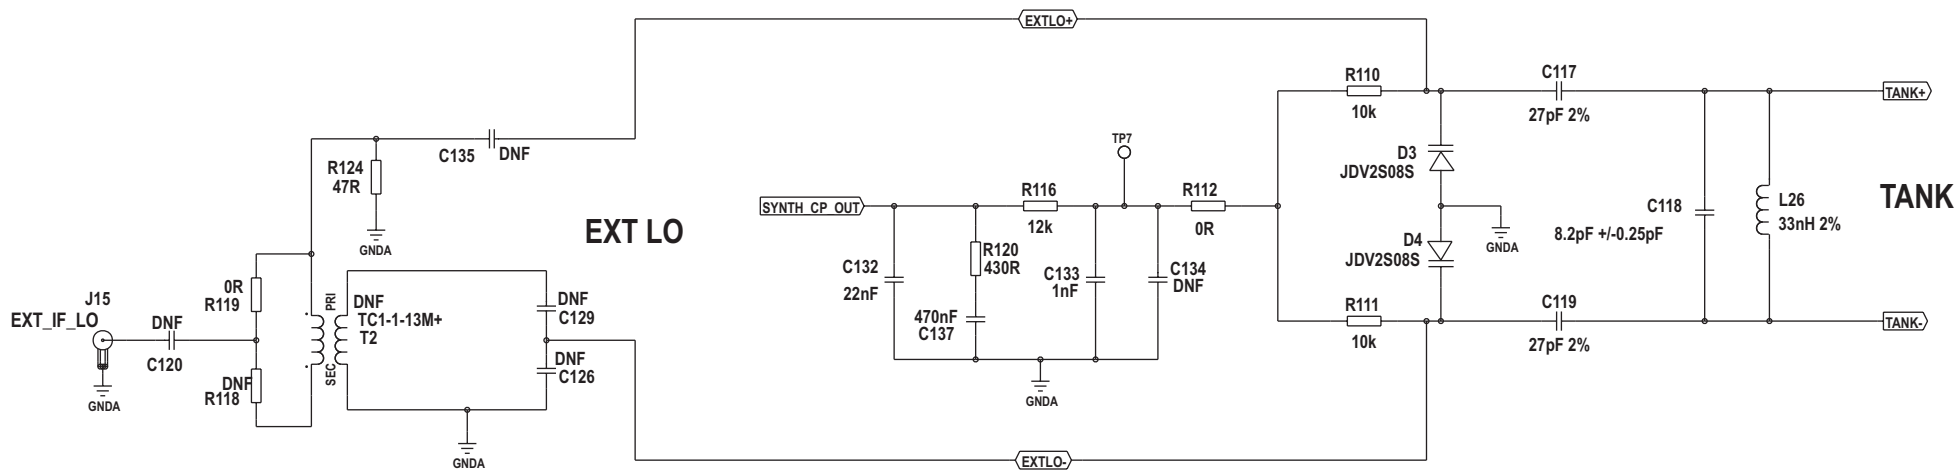 EXTLO+
R110
10k
C117
27pF 2%
TANK+
C135
DNF
R124
47R
GNDA
TP7
D3
JDV2S08S
SYNTH_CP_OUT
R116
12k
R112
0R
EXT LO
C118
8.2pF +/-0.25pF
L26
33nH 2%
TANK
GNDA
D4
JDV2S08S
C132
22nF
R120
430R
C133
1nF
C134
DNF
470nF
C137
0R
R119
PRI
SEC
DNF
TC1-1-13M+
T2
DNF
C129
DNF
C126
J15
EXT_IF_LO
DNF
C120
DNF
R118
GNDA
R111
10k
C119
27pF 2%
TANK-
GNDA
GNDA
EXTLO-